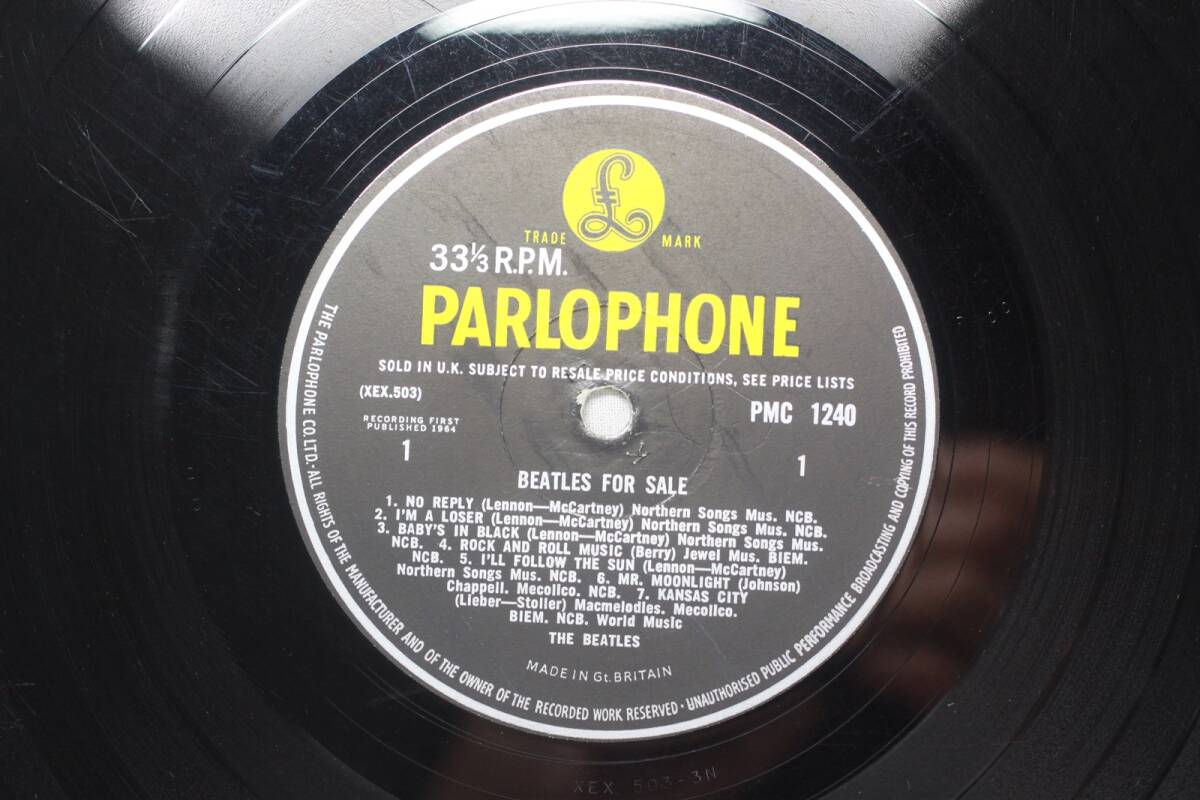 £
TRADE MARK
33⅓ R.P.M.
PARLOPHONE
SOLD IN U.K. SUBJECT TO RESALE PRICE CONDITIONS, SEE PRICE LISTS
(XEX.503)
PMC 1240
RECORDING FIRST
PUBLISHED 1964
1
1
BEATLES FOR SALE
1. NO REPLY (Lennon—McCartney) Northern Songs Mus. NCB.
2. I'M A LOSER (Lennon—McCartney) Northern Songs Mus. NCB.
3. BABY'S IN BLACK (Lennon—McCartney) Northern Songs Mus.
NCB. 4. ROCK AND ROLL MUSIC (Berry) Jewel Mus. BIEM.
NCB. 5. I'LL FOLLOW THE SUN (Lennon—McCartney)
Northern Songs Mus. NCB. 6. MR. MOONLIGHT (Johnson)
Chappell. Mecolico. NCB. 7. KANSAS CITY
(Lieber—Stoller) Macmelodies. Mecolico.
BIEM. NCB. World Music
THE BEATLES
MADE IN Gt. BRITAIN
THE PARLOPHONE CO. LTD. · ALL RIGHTS OF THE MANUFACTURER AND OF THE OWNER OF THE RECORDED WORK RESERVED · UNAUTHORISED PUBLIC PERFORMANCE BROADCASTING AND COPYING OF THIS RECORD PROHIBITED
XEX 503-3N